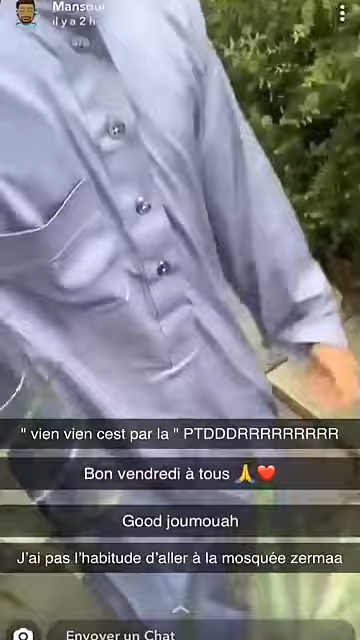 Mansour
il y a 2 h
" vien vien cest par la " PTDDDRRRRRRRRR
Bon vendredi à tous 🙏❤️
Good joumouah
J'ai pas l'habitude d'aller à la mosquée zermaa
Envoyer un Chat